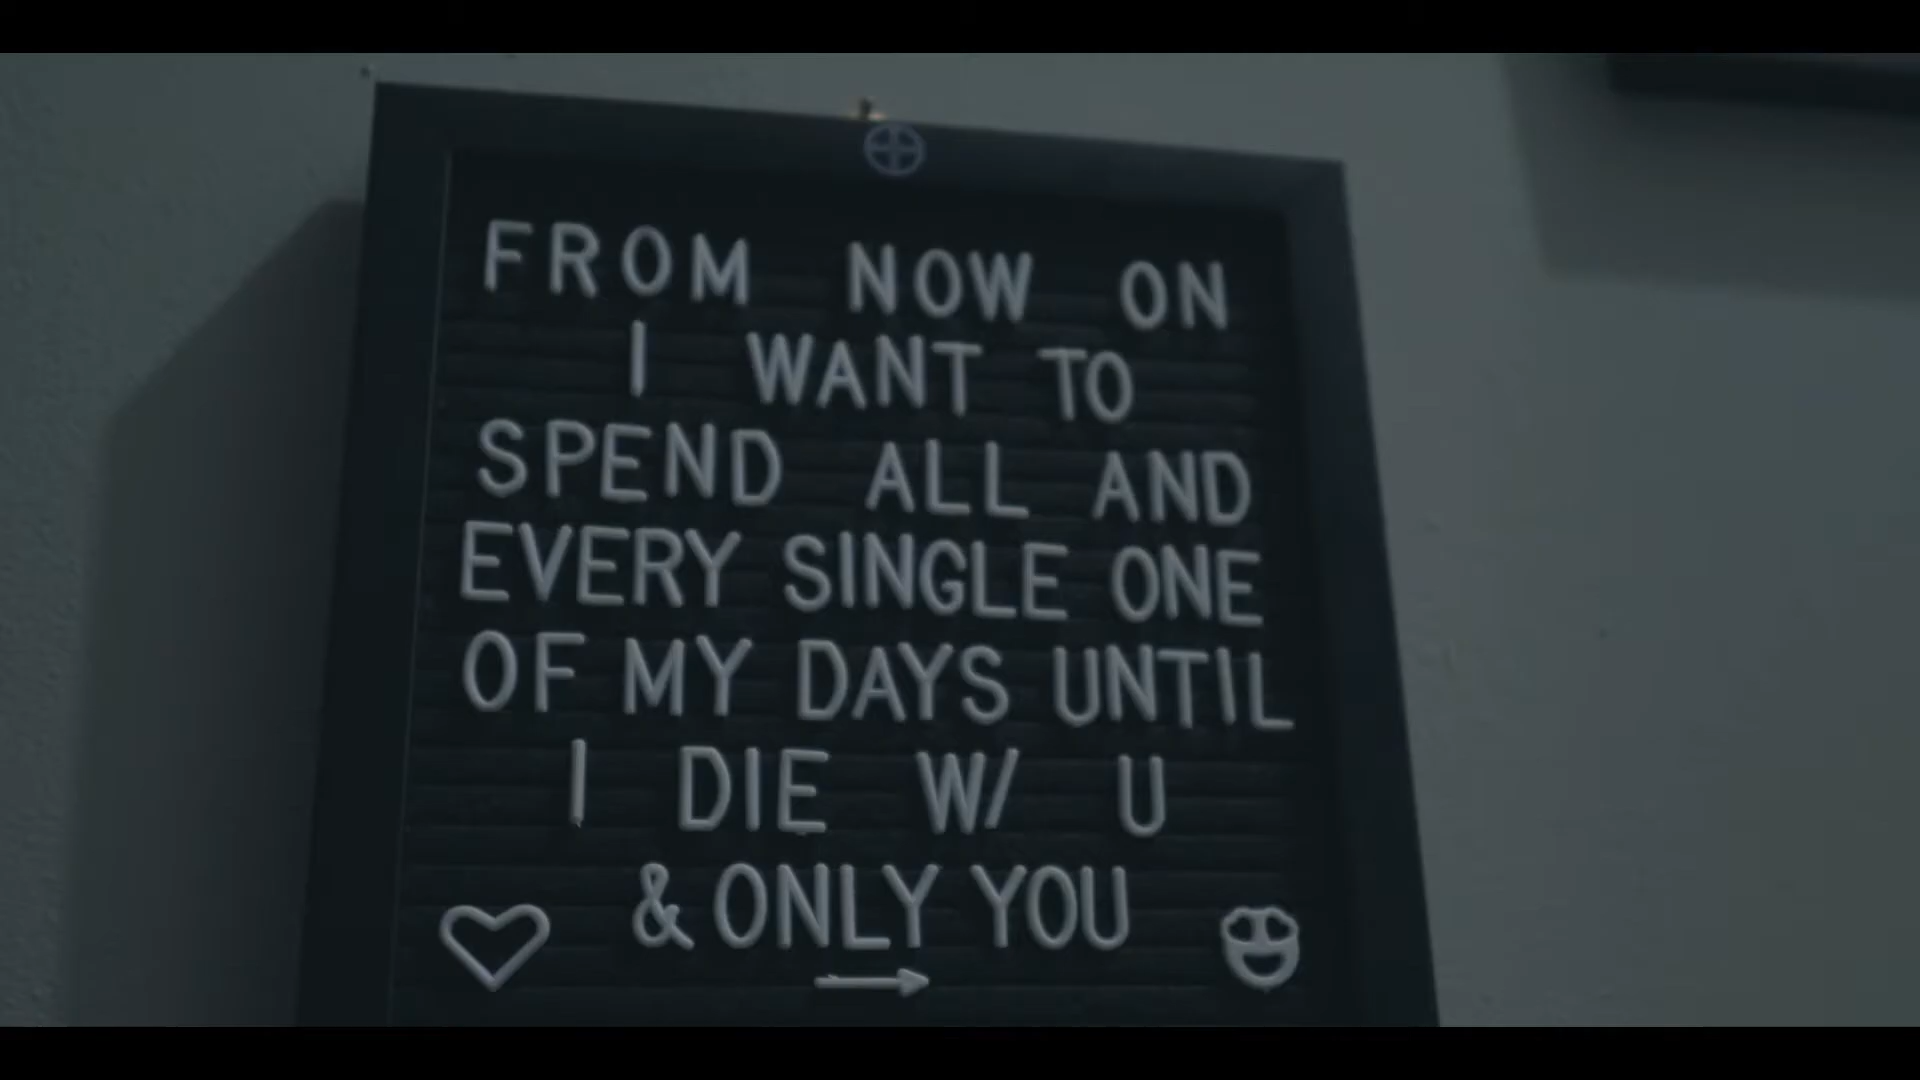 FROM NOW ON
I WANT TO
SPEND ALL AND
EVERY SINGLE ONE
OF MY DAYS UNTIL
I DIE W/ U
& ONLY YOU